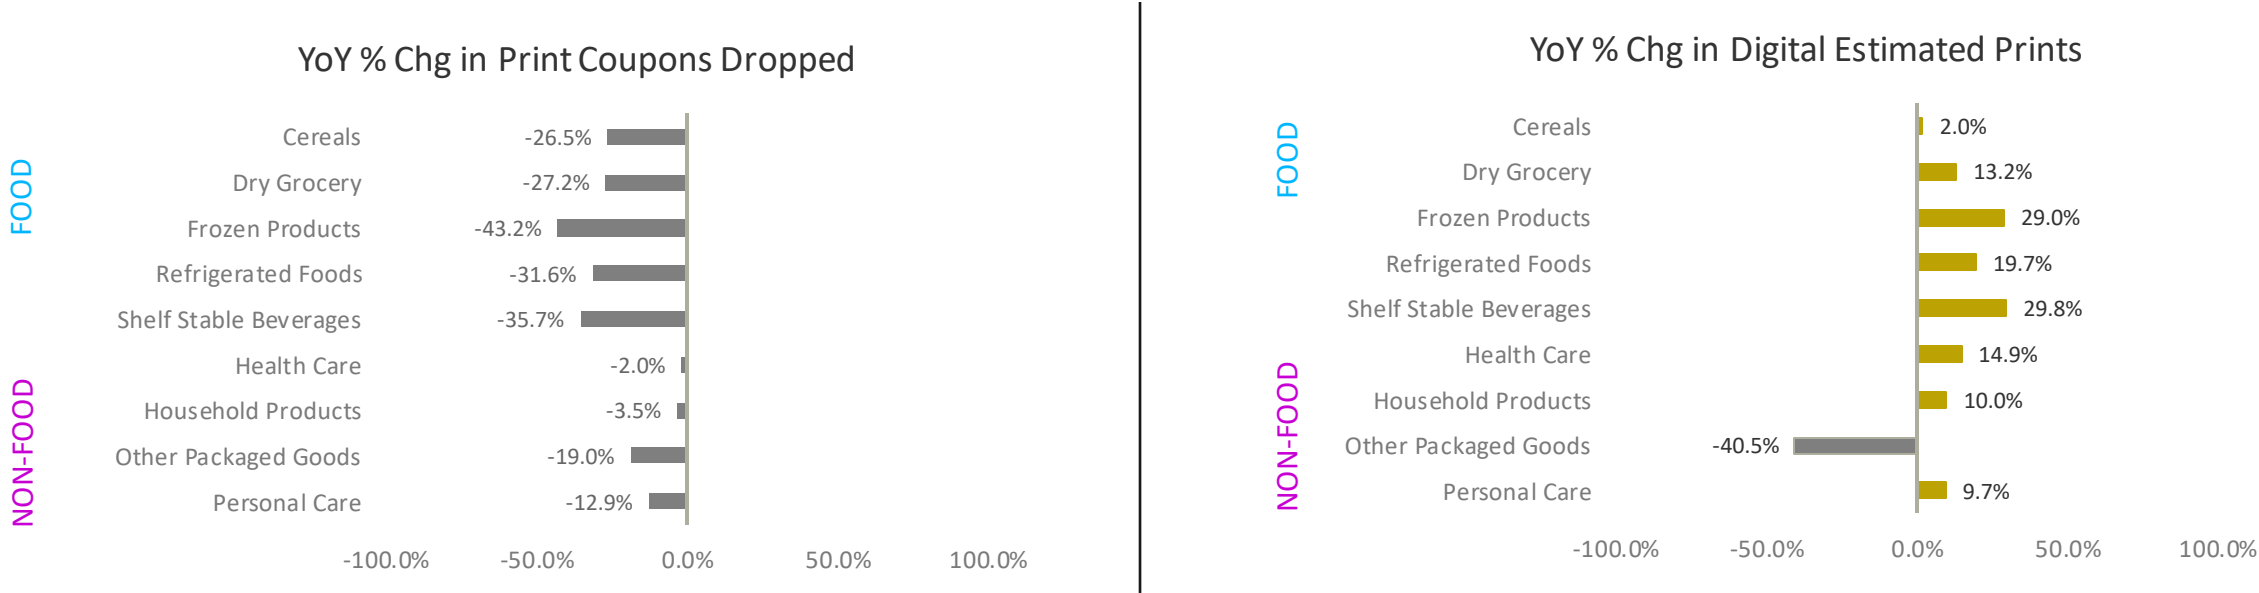 YoY % Chg in Print Coupons Dropped
FOOD
NON-FOOD
Cereals -26.5%
Dry Grocery -27.2%
Frozen Products -43.2%
Refrigerated Foods -31.6%
Shelf Stable Beverages -35.7%
Health Care -2.0%
Household Products -3.5%
Other Packaged Goods -19.0%
Personal Care -12.9%
-100.0% -50.0% 0.0% 50.0% 100.0%
YoY % Chg in Digital Estimated Prints
FOOD
NON-FOOD
Cereals 2.0%
Dry Grocery 13.2%
Frozen Products 29.0%
Refrigerated Foods 19.7%
Shelf Stable Beverages 29.8%
Health Care 14.9%
Household Products 10.0%
Other Packaged Goods -40.5%
Personal Care 9.7%
-100.0% -50.0% 0.0% 50.0% 100.0%